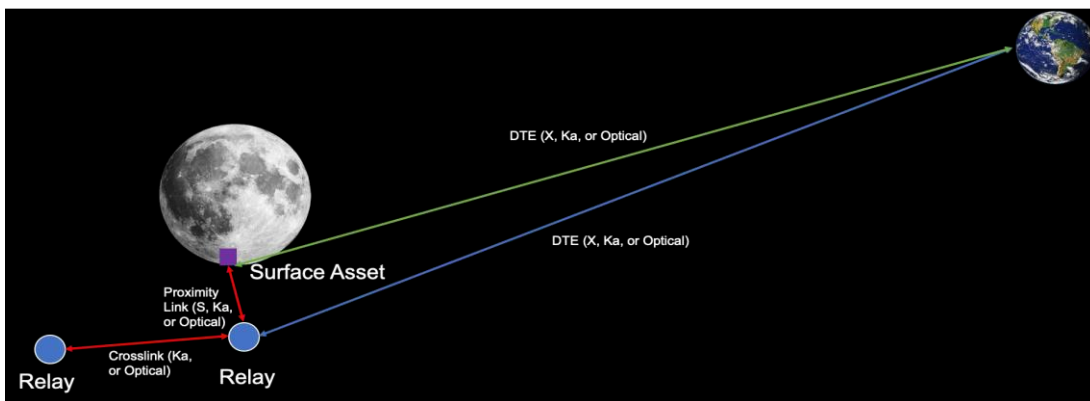 DTE (X, Ka, or Optical)
DTE (X, Ka, or Optical)
Surface Asset
Proximity
Link (S, Ka,
or Optical)
Crosslink (Ka,
or Optical)
Relay
Relay